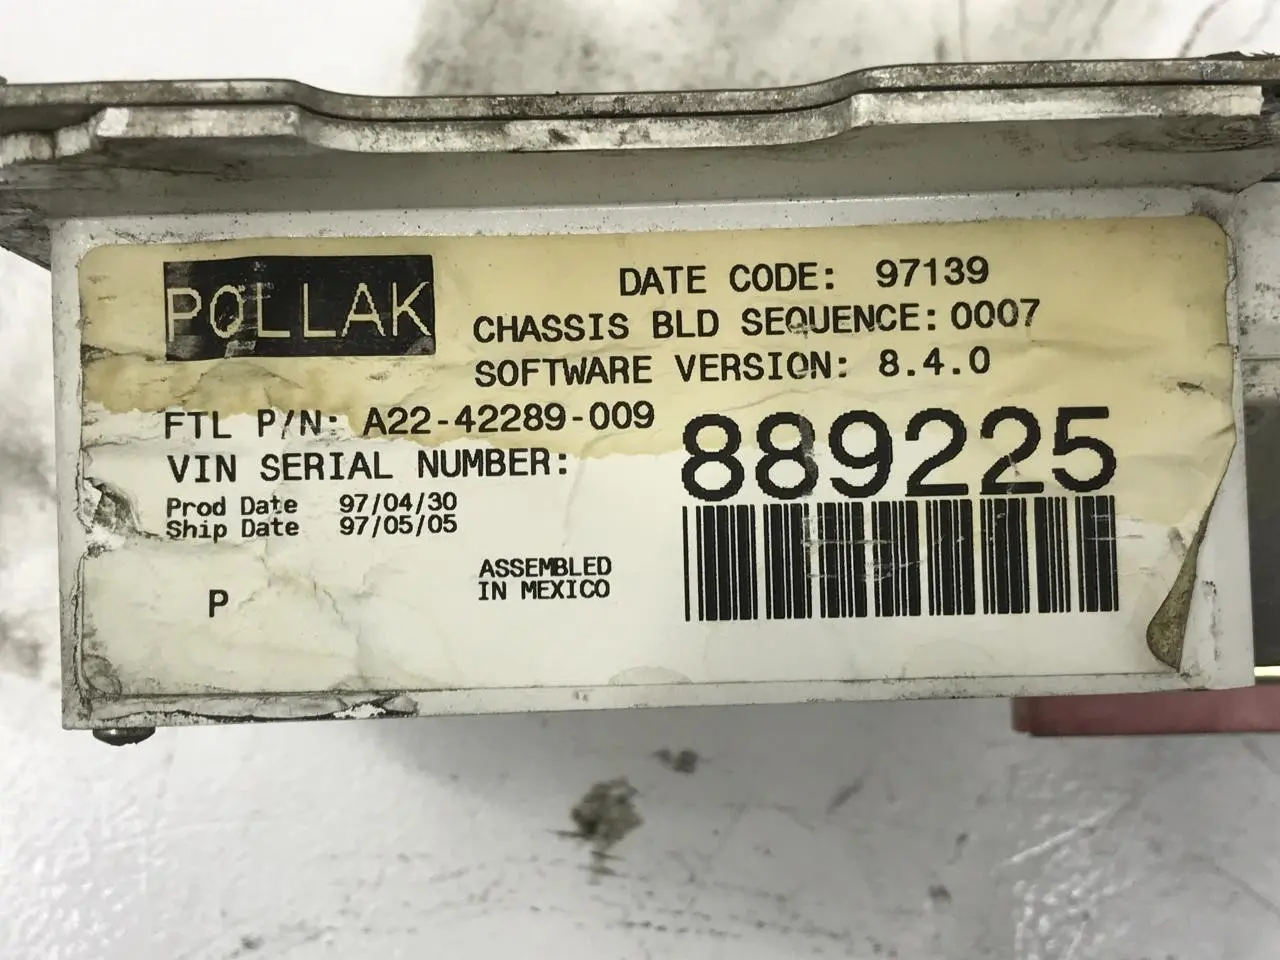 POLLAK
DATE CODE: 97139
CHASSIS BLD SEQUENCE:0007
SOFTWARE VERSION: 8.4.0
FTL P/N: A22-42289-009
VIN SERIAL NUMBER:
889225
Prod Date 97/04/30
Ship Date 97/05/05
ASSEMBLED
IN MEXICO
P